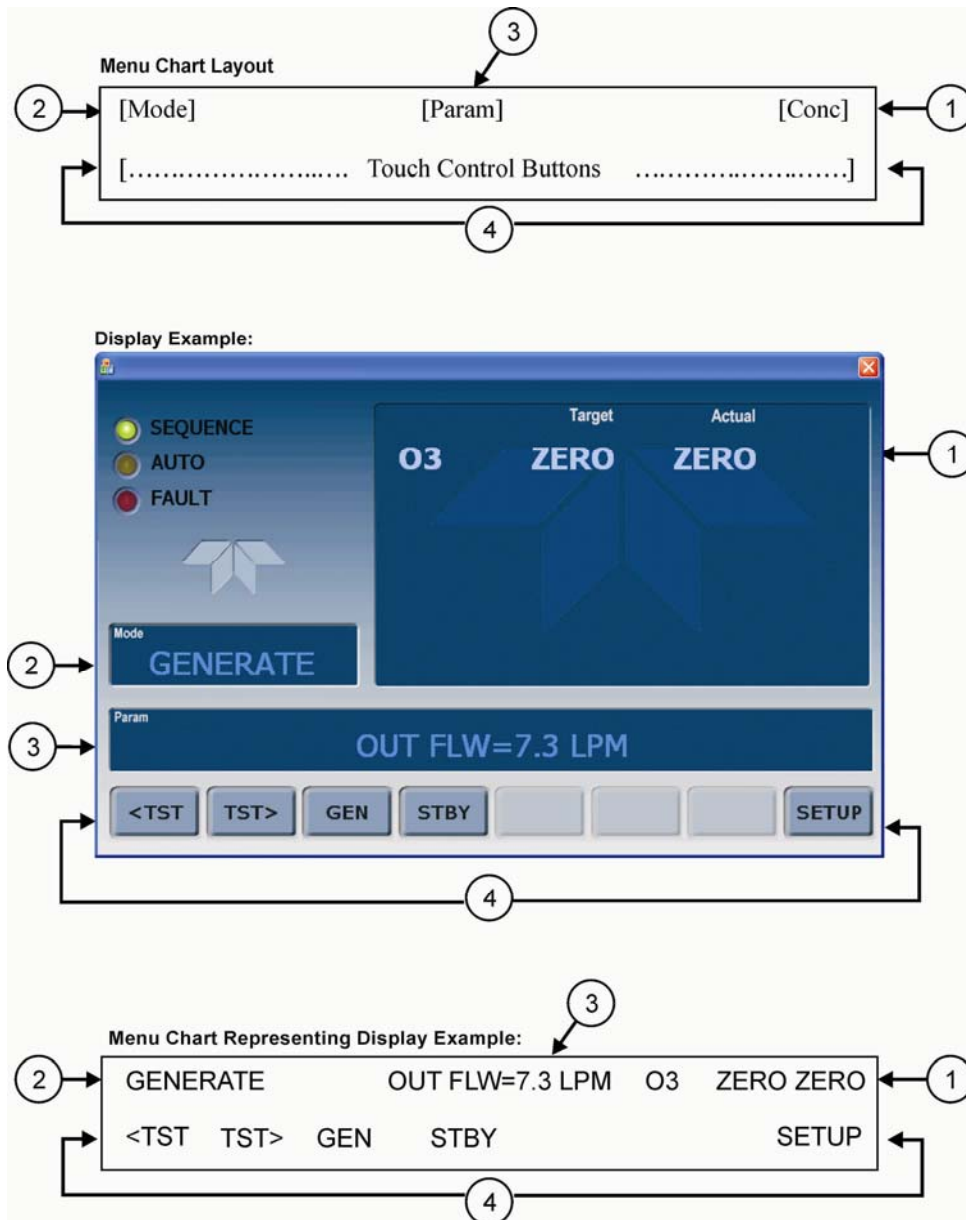 3
Menu Chart Layout
2 [Mode] [Param] [Conc] 1
[........................ Touch Control Buttons ........................]
4
Display Example:
Target Actual
SEQUENCE
O3 ZERO ZERO 1
AUTO
FAULT
Mode
2 GENERATE
Param
3 OUT FLW=7.3 LPM
<TST TST> GEN STBY SETUP
4
3
Menu Chart Representing Display Example:
2 GENERATE OUT FLW=7.3 LPM O3 ZERO ZERO 1
<TST TST> GEN STBY SETUP
4